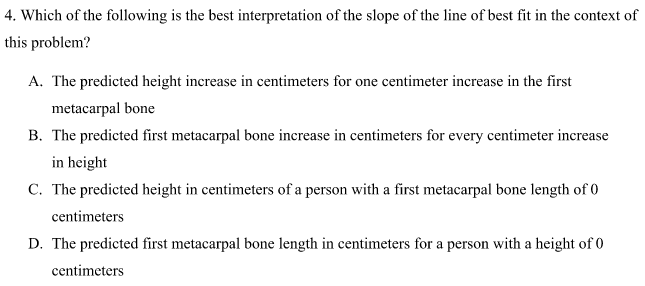 4. Which of the following is the best interpretation of the slope of the line of best fit in the context of
this problem?
A. The predicted height increase in centimeters for one centimeter increase in the first
metacarpal bone
B. The predicted first metacarpal bone increase in centimeters for every centimeter increase
in height
C. The predicted height in centimeters of a person with a first metacarpal bone length of 0
centimeters
D. The predicted first metacarpal bone length in centimeters for a person with a height of 0
centimeters